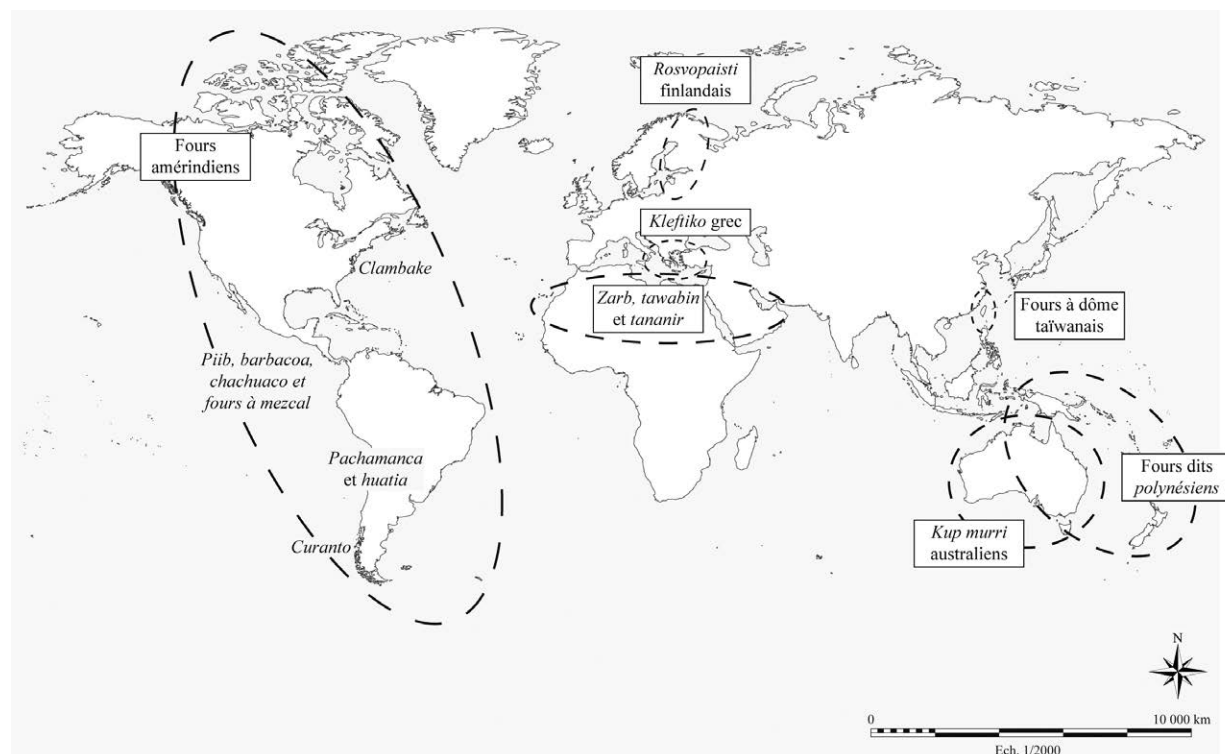 Rosvopaisti
finlandais
Fours
amérindiens
Kleftiko grec
Clambake
Zarb, tawabin
et tananir
Fours à dôme
taïwanais
Piib, barbacoa,
chachuaco et
fours à mezcal
Pachamanca
et huatia
Fours dits
polynésiens
Kup murri
australiens
Curanto
N
0 10 000 km
Ech. 1/2000